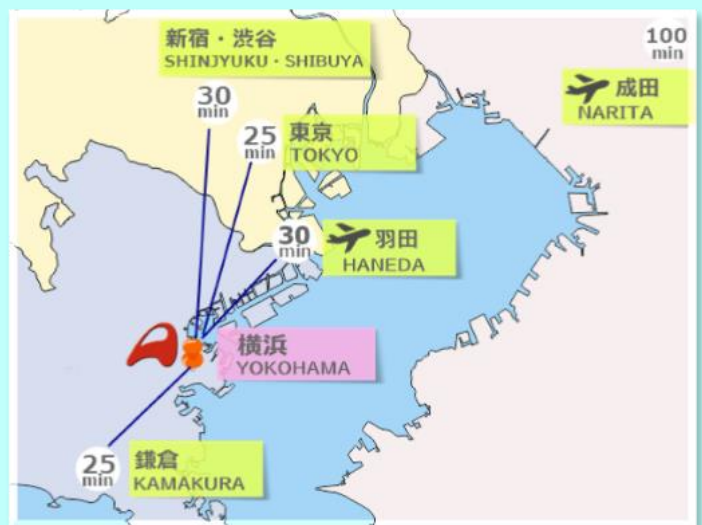 新宿・渋谷
SHINJYUKU・SHIBUYA
30
min
25
min
東京
TOKYO
100
min
成田
NARITA
30
min
羽田
HANEDA
横浜
YOKOHAMA
25
min
鎌倉
KAMAKURA